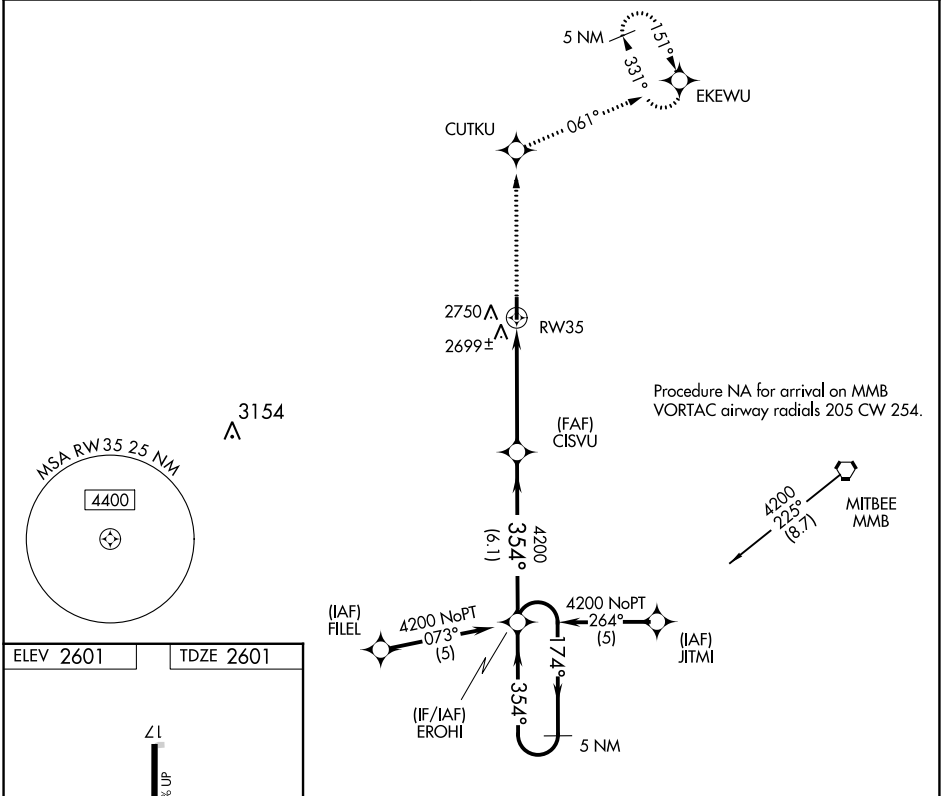 5 NM
151°
331°
EKEWU
CUTKU
061°
2750
RW35
2699±
Procedure NA for arrival on MMB
VORTAC airway radials 205 CW 254.
3154
(FAF)
CISVU
MSA RW35 25 NM
4400
MITBEE
MMB
4200
225°
(8.7)
4200
354°
(6.1)
(IAF)
FILEL
4200 NoPT
073°
(5)
4200 NoPT
264°
(5)
(IAF)
JITMI
174°
354°
(IF/IAF)
EROHI
5 NM
ELEV 2601
TDZE 2601
17
% UP